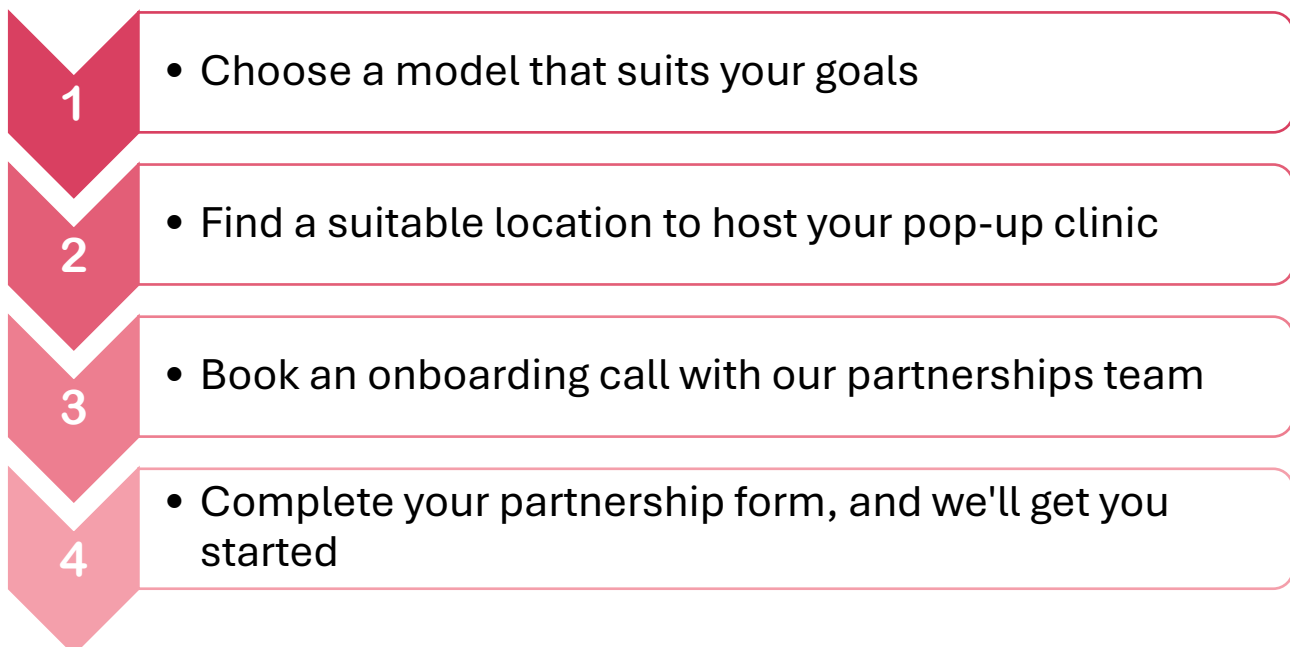 1
• Choose a model that suits your goals
2
• Find a suitable location to host your pop-up clinic
3
• Book an onboarding call with our partnerships team
4
• Complete your partnership form, and we'll get you
started